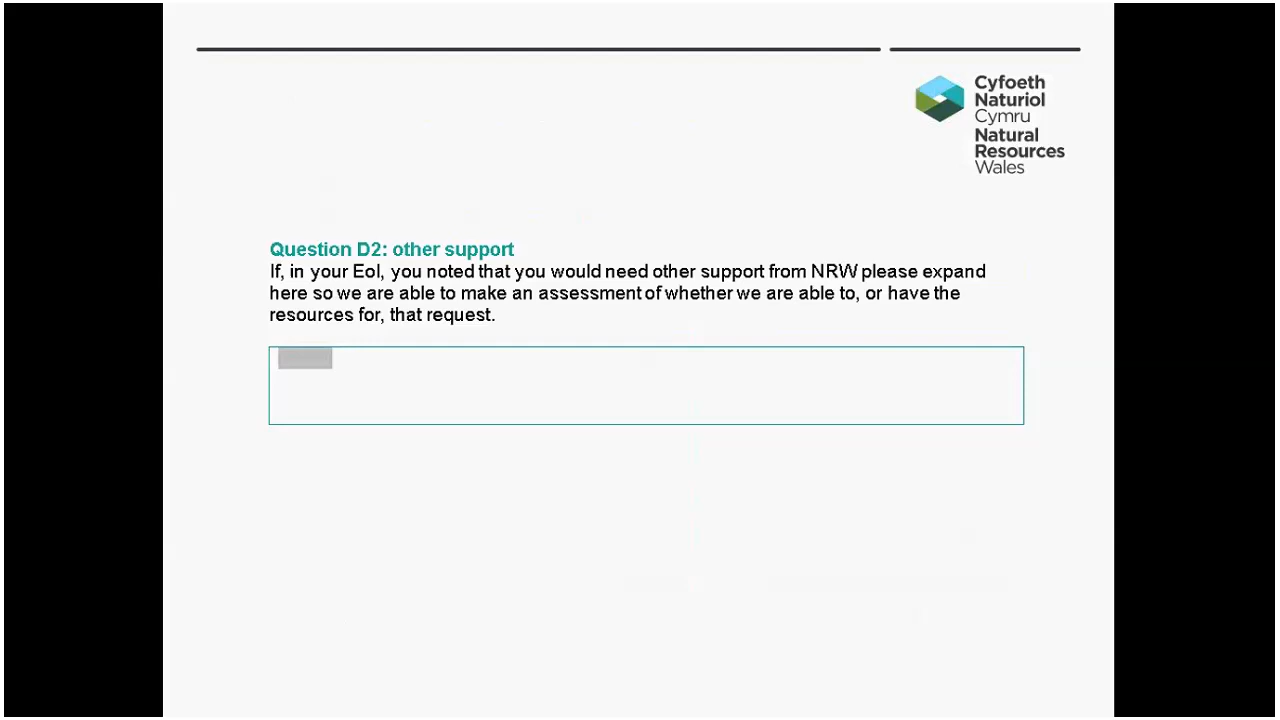 Cyfoeth
Naturiol
Cymru
Natural
Resources
Wales
Question D2: other support
If, in your EoI, you noted that you would need other support from NRW please expand
here so we are able to make an assessment of whether we are able to, or have the
resources for, that request.